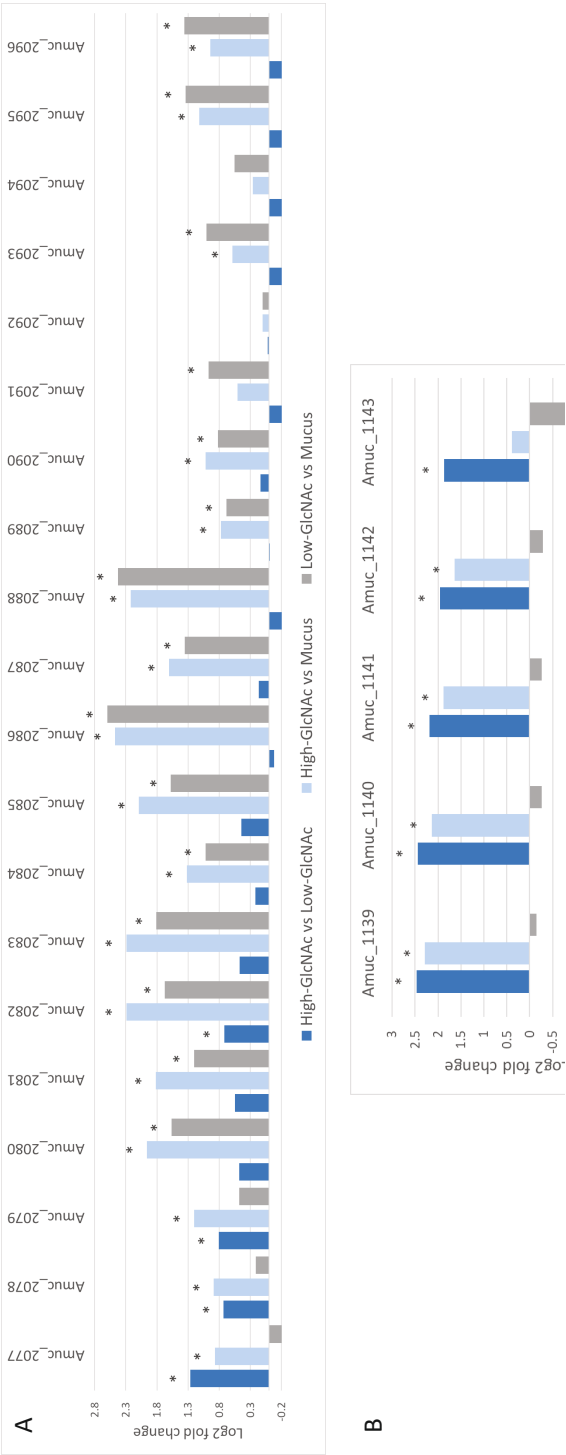 A
Log2 fold change
2.8
2.3
1.8
1.3
0.8
0.3
-0.2
Amuc_2077
Amuc_2078
Amuc_2079
Amuc_2080
Amuc_2081
Amuc_2082
Amuc_2083
Amuc_2084
Amuc_2085
Amuc_2086
Amuc_2087
Amuc_2088
Amuc_2089
Amuc_2090
Amuc_2091
Amuc_2092
Amuc_2093
Amuc_2094
Amuc_2095
Amuc_2096
* * * * * * * * * * * * * * * * * * * * * * * * * * * * * * * * * *
High-GlcNAc vs Low-GlcNAc High-GlcNAc vs Mucus Low-GlcNAc vs Mucus
B
Log2 fold change
3
2.5
2
1.5
1
0.5
0
-0.5
Amuc_1139 Amuc_1140 Amuc_1141 Amuc_1142 Amuc_1143
* * * * * * * * *